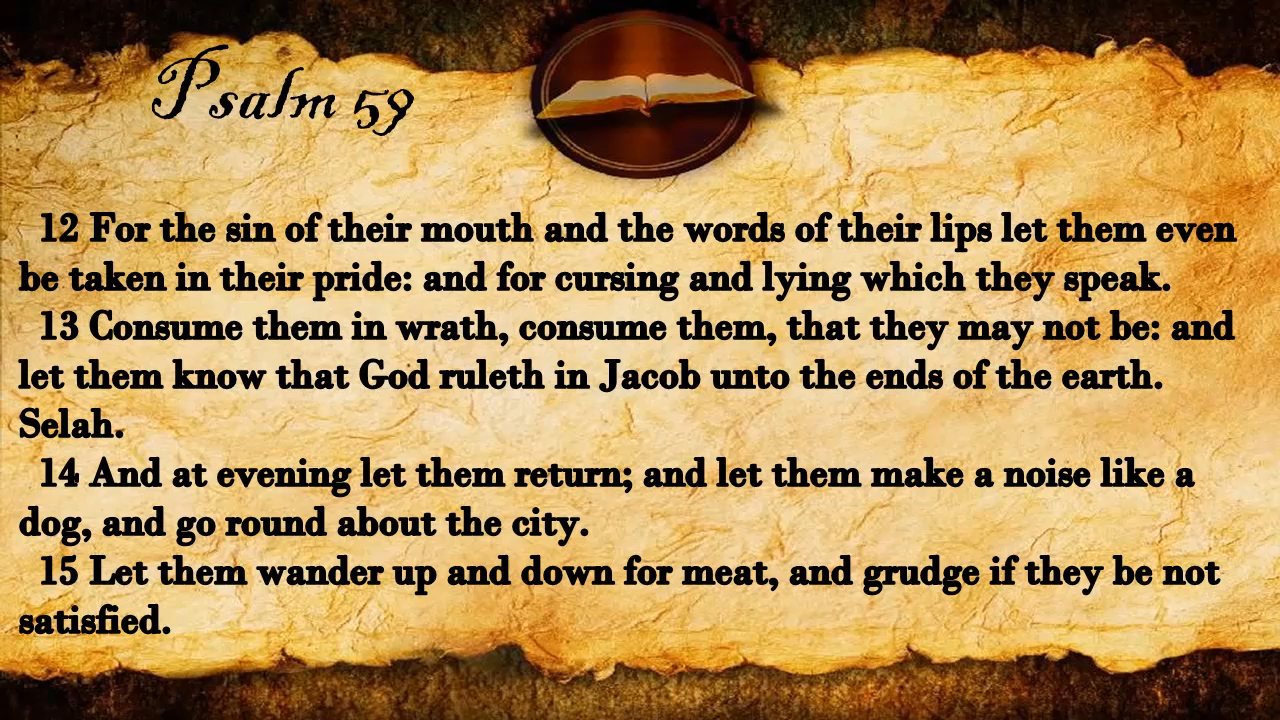 Psalm 59
12 For the sin of their mouth and the words of their lips let them even
be taken in their pride: and for cursing and lying which they speak.
13 Consume them in wrath, consume them, that they may not be: and
let them know that God ruleth in Jacob unto the ends of the earth.
Selah.
14 And at evening let them return; and let them make a noise like a
dog, and go round about the city.
15 Let them wander up and down for meat, and grudge if they be not
satisfied.